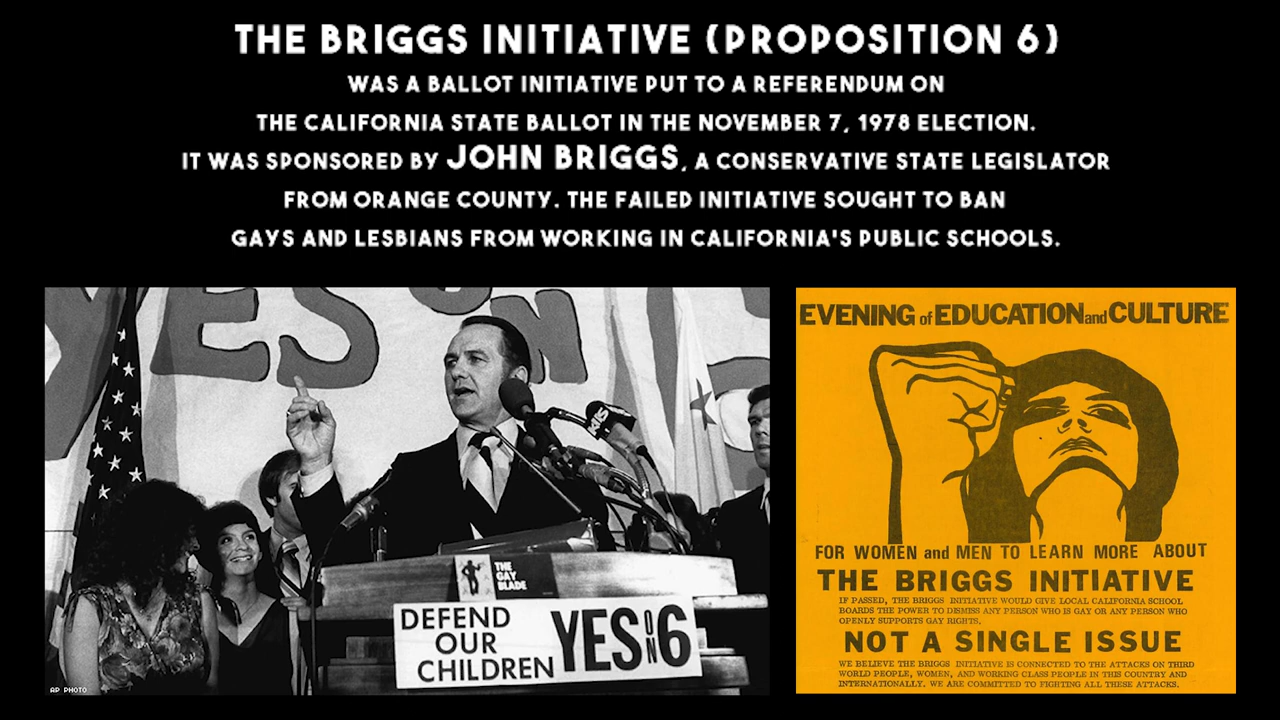 THE BRIGGS INITIATIVE (PROPOSITION 6)
WAS A BALLOT INITIATIVE PUT TO A REFERENDUM ON
THE CALIFORNIA STATE BALLOT IN THE NOVEMBER 7, 1978 ELECTION.
IT WAS SPONSORED BY JOHN BRIGGS, A CONSERVATIVE STATE LEGISLATOR
FROM ORANGE COUNTY. THE FAILED INITIATIVE SOUGHT TO BAN
GAYS AND LESBIANS FROM WORKING IN CALIFORNIA'S PUBLIC SCHOOLS.
YES ON
KIIS
THE
GAY
BLADE
DEFEND
OUR
CHILDREN
YES ON 6
AP PHOTO
EVENING of EDUCATION and CULTURE
FOR WOMEN and MEN TO LEARN MORE ABOUT
THE BRIGGS INITIATIVE
IF PASSED, THE BRIGGS INITIATIVE WOULD GIVE LOCAL CALIFORNIA SCHOOL
BOARDS THE POWER TO DISMISS ANY PERSON WHO IS GAY OR ANY PERSON WHO
OPENLY SUPPORTS GAY RIGHTS.
NOT A SINGLE ISSUE
WE BELIEVE THE BRIGGS INITIATIVE IS CONNECTED TO THE ATTACKS ON THIRD
WORLD PEOPLE, WOMEN, AND WORKING CLASS PEOPLE IN THIS COUNTRY AND
INTERNATIONALLY. WE ARE COMMITTED TO FIGHTING ALL THESE ATTACKS.